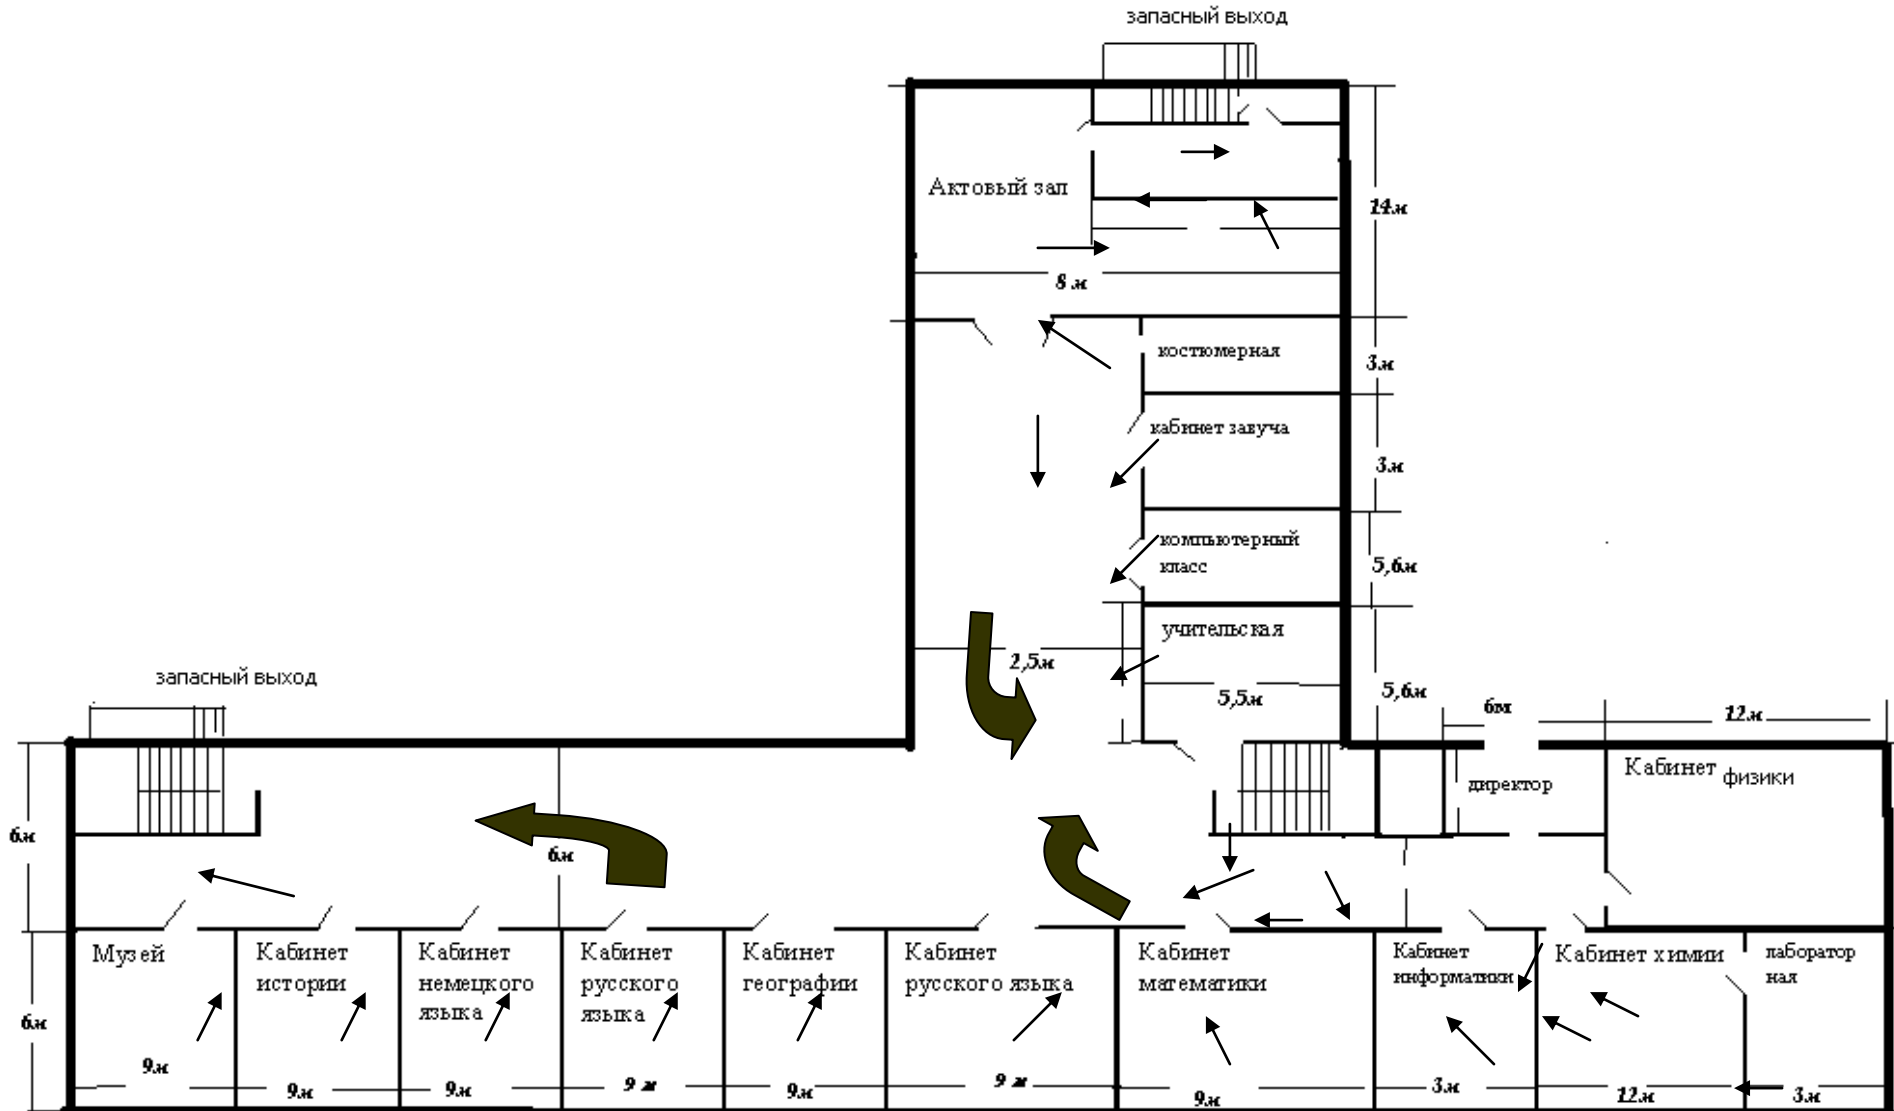 запасный выход
Актовый зал
14м
8 м
костюмерная
3м
кабинет завуча
3м
компьютерный
класс
5,6м
учительская
2,5м
5,5м
5,6м
запасный выход
6м
12м
Кабинет физики
директор
6м
6м
Музей
Кабинет
истории
Кабинет
немецкого
языка
Кабинет
русского
языка
Кабинет
географии
Кабинет
русского языка
Кабинет
математики
Кабинет
информатики
Кабинет химии
лаборатор
ная
6м
9м
9м
9м
9 м
9м
9 м
9м
3м
12м
3м